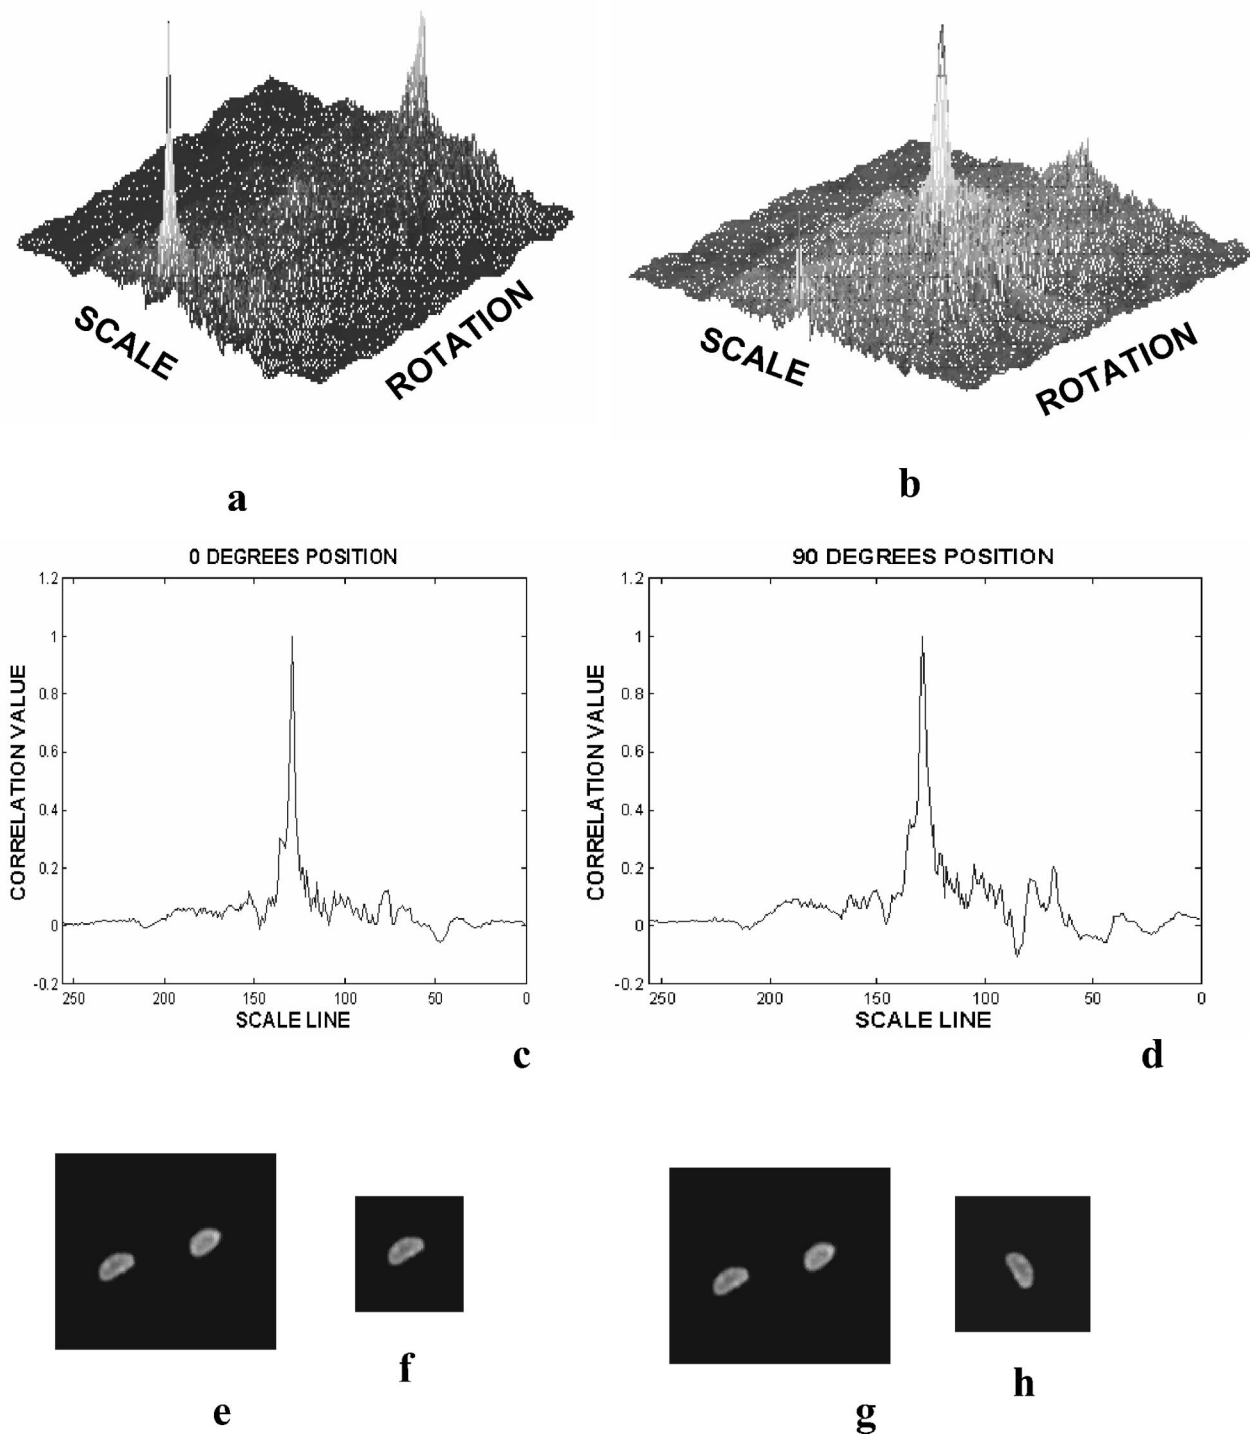 SCALE
ROTATION
SCALE
ROTATION
a
b
0 DEGREES POSITION
CORRELATION VALUE
1.2
1
0.8
0.6
0.4
0.2
0
-0.2
250 200 150 100 50 0
SCALE LINE
c
90 DEGREES POSITION
CORRELATION VALUE
1.2
1
0.8
0.6
0.4
0.2
0
-0.2
250 200 150 100 50 0
SCALE LINE
d
e
f
g
h